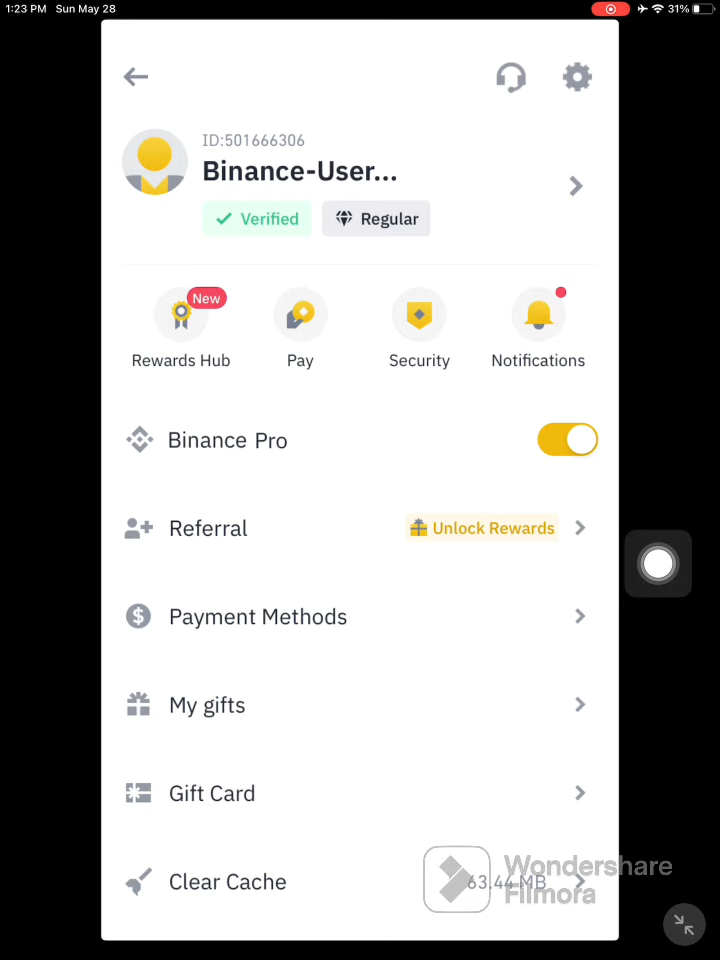 1:23 PM Sun May 28
31%
ID:501666306
Binance-User...
Verified
Regular
New
Rewards Hub
Pay
Security
Notifications
Binance Pro
Referral
Unlock Rewards
Payment Methods
My gifts
Gift Card
Clear Cache
63.44 MB
Wondershare
Filmora